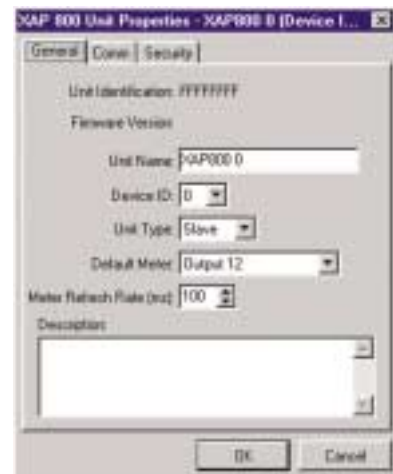 XAP 800 Unit Properties - XAP800 0 (Device I...
General Comm Security
Unit Identification: FFFFFFFF
Firmware Version
Unit Name: XAP800 0
Device ID: 0
Unit Type: Slave
Default Meter: Output 12
Meter Refresh Rate (ms): 100
Description:
OK Cancel